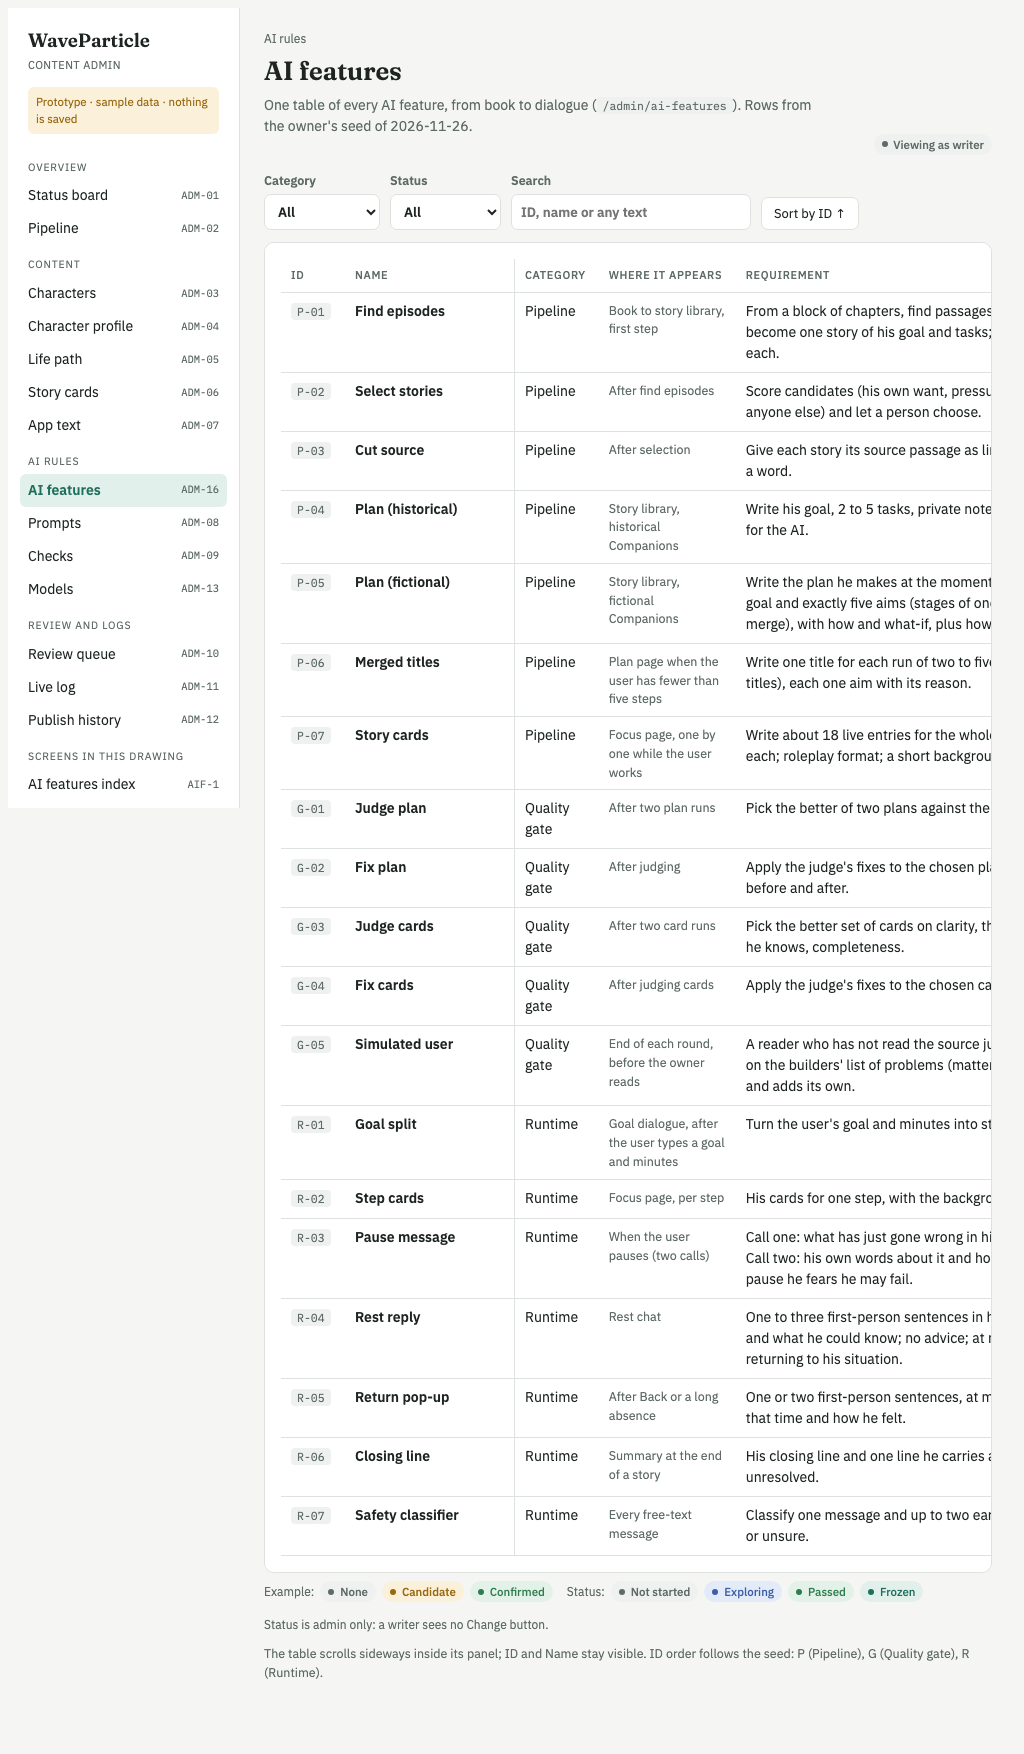 WaveParticle
CONTENT ADMIN
Prototype · sample data · nothing
is saved
OVERVIEW
Status board ADM-01
Pipeline ADM-02
CONTENT
Characters ADM-03
Character profile ADM-04
Life path ADM-05
Story cards ADM-06
App text ADM-07
AI RULES
AI features ADM-16
Prompts ADM-08
Checks ADM-09
Models ADM-13
REVIEW AND LOGS
Review queue ADM-10
Live log ADM-11
Publish history ADM-12
SCREENS IN THIS DRAWING
AI features index AIF-1
AI rules
AI features
One table of every AI feature, from book to dialogue ( /admin/ai-features ). Rows from
the owner's seed of 2026-11-26.
Viewing as writer
Category Status Search
All All ID, name or any text Sort by ID ↑
ID NAME CATEGORY WHERE IT APPEARS REQUIREMENT
P-01 Find episodes Pipeline Book to story library, From a block of chapters, find passages
first step become one story of his goal and tasks;
each.
P-02 Select stories Pipeline After find episodes Score candidates (his own want,
anyone else) and let a person choose.
P-03 Cut source Pipeline After selection Give each story its source passage as
a word.
P-04 Plan (historical) Pipeline Story library, Write his goal, 2 to 5 tasks, private
historical for the AI.
Companions
P-05 Plan (fictional) Pipeline Story library, Write the plan he makes at the moment
fictional goal and exactly five aims (stages of
Companions merge), with how and what-if, plus how
P-06 Merged titles Pipeline Plan page when the Write one title for each run of two to
user has fewer than titles), each one aim with its reason.
five steps
P-07 Story cards Pipeline Focus page, one by Write about 18 live entries for the
one while the user each; roleplay format; a short
works
G-01 Judge plan Quality After two plan runs Pick the better of two plans against the
gate
G-02 Fix plan Quality After judging Apply the judge's fixes to the chosen
gate before and after.
G-03 Judge cards Quality After two card runs Pick the better set of cards on clarity,
gate he knows, completeness.
G-04 Fix cards Quality After judging cards Apply the judge's fixes to the chosen
gate
G-05 Simulated user Quality End of each round, A reader who has not read the source
gate before the owner on the builders' list of problems
reads and adds its own.
R-01 Goal split Runtime Goal dialogue, after Turn the user's goal and minutes into
the user types a goal
and minutes
R-02 Step cards Runtime Focus page, per step His cards for one step, with the
R-03 Pause message Runtime When the user Call one: what has just gone wrong in
pauses (two calls) Call two: his own words about it and
pause he fears he may fail.
R-04 Rest reply Runtime Rest chat One to three first-person sentences in
and what he could know; no advice; at
returning to his situation.
R-05 Return pop-up Runtime After Back or a long One or two first-person sentences, at
absence that time and how he felt.
R-06 Closing line Runtime Summary at the end His closing line and one line he carries
of a story unresolved.
R-07 Safety classifier Runtime Every free-text Classify one message and up to two
message or unsure.
Example: None Candidate Confirmed Status: Not started Exploring Passed Frozen
Status is admin only: a writer sees no Change button.
The table scrolls sideways inside its panel; ID and Name stay visible. ID order follows the seed: P (Pipeline), G (Quality gate), R
(Runtime).